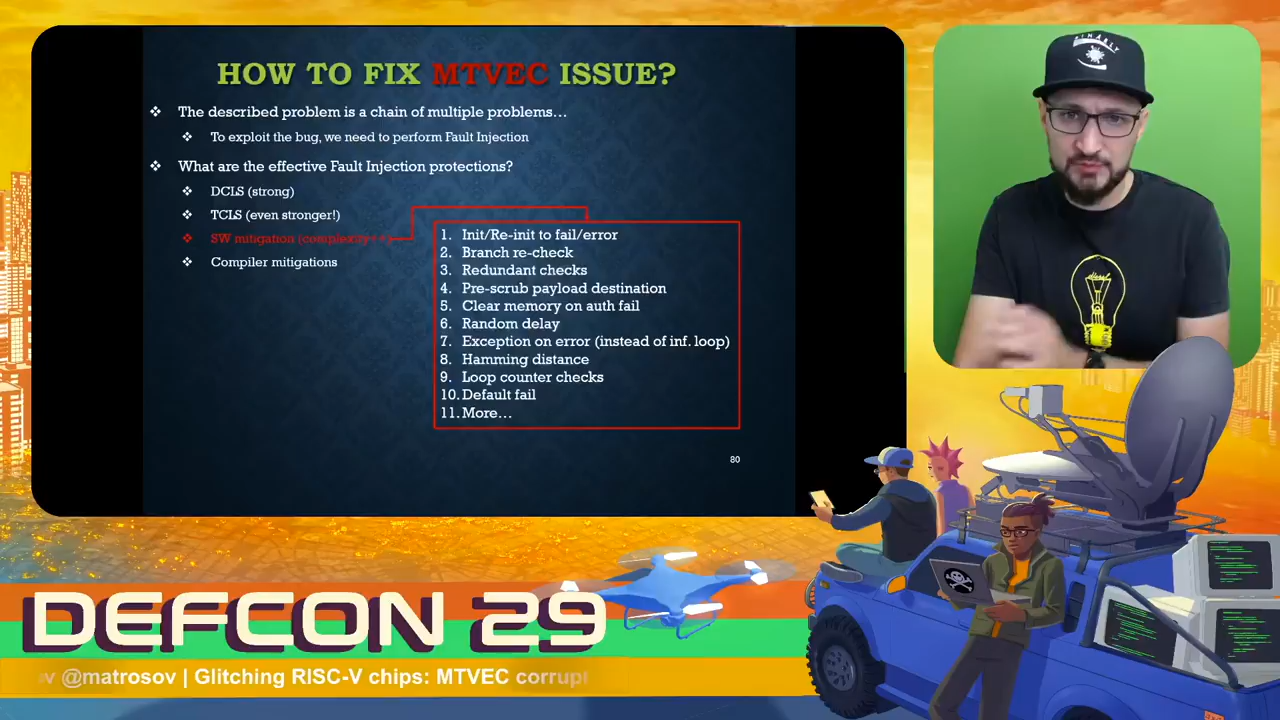 HOW TO FIX MTVEC ISSUE?
The described problem is a chain of multiple problems…
To exploit the bug, we need to perform Fault Injection
What are the effective Fault Injection protections?
DCLS (strong)
TCLS (even stronger!)
SW mitigation (complexity++)
Compiler mitigations
1. Init/Re-init to fail/error
2. Branch re-check
3. Redundant checks
4. Pre-scrub payload destination
5. Clear memory on auth fail
6. Random delay
7. Exception on error (instead of inf. loop)
8. Hamming distance
9. Loop counter checks
10. Default fail
11. More…
80
BINARLY
diesel
DEFCON 29
ov @matrosov | Glitching RISC-V chips: MTVEC corrupt